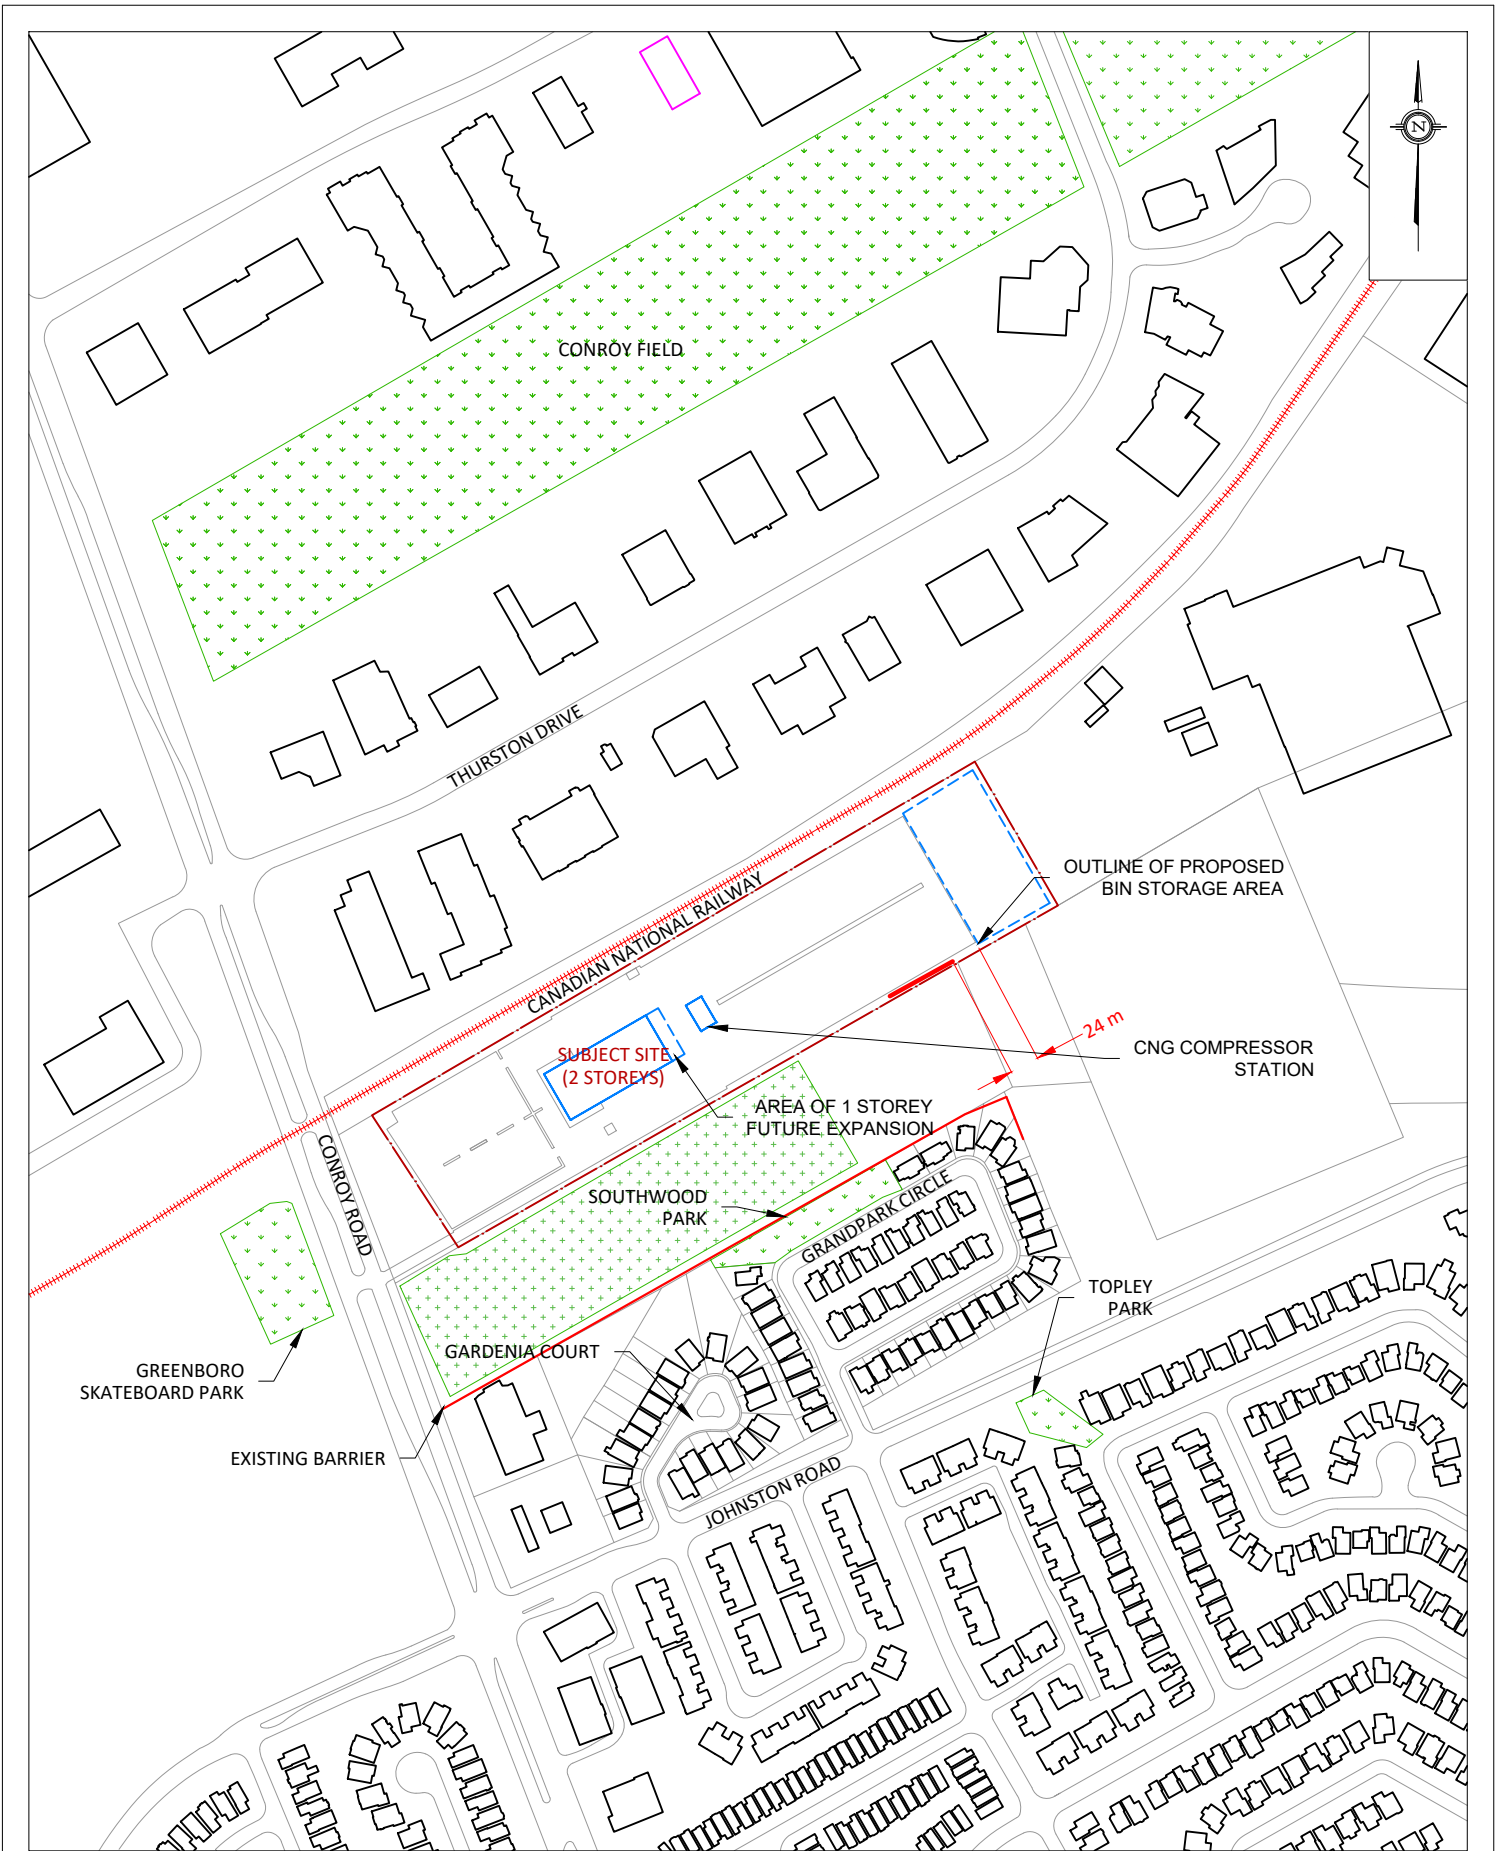 N
CONROY FIELD
THURSTON DRIVE
OUTLINE OF PROPOSED
BIN STORAGE AREA
CANADIAN NATIONAL RAILWAY
24 m
CNG COMPRESSOR
STATION
SUBJECT SITE
(2 STOREYS)
AREA OF 1 STOREY
FUTURE EXPANSION
CONROY ROAD
SOUTHWOOD
PARK
GRANDPARK CIRCLE
TOPLEY
PARK
GARDENIA COURT
GREENBORO
SKATEBOARD PARK
EXISTING BARRIER
JOHNSTON ROAD